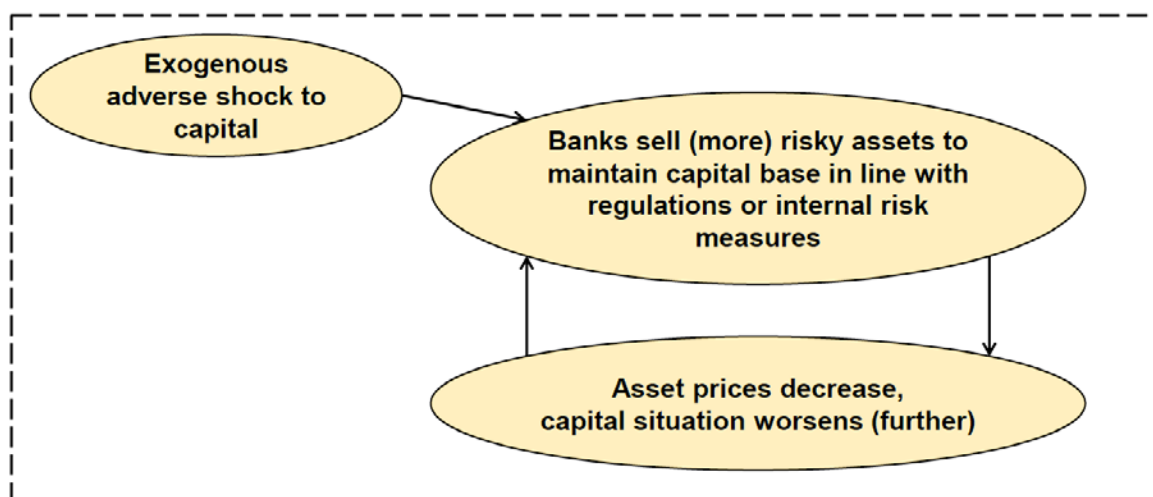 Exogenous
adverse shock to
capital
Banks sell (more) risky assets to
maintain capital base in line with
regulations or internal risk
measures
Asset prices decrease,
capital situation worsens (further)